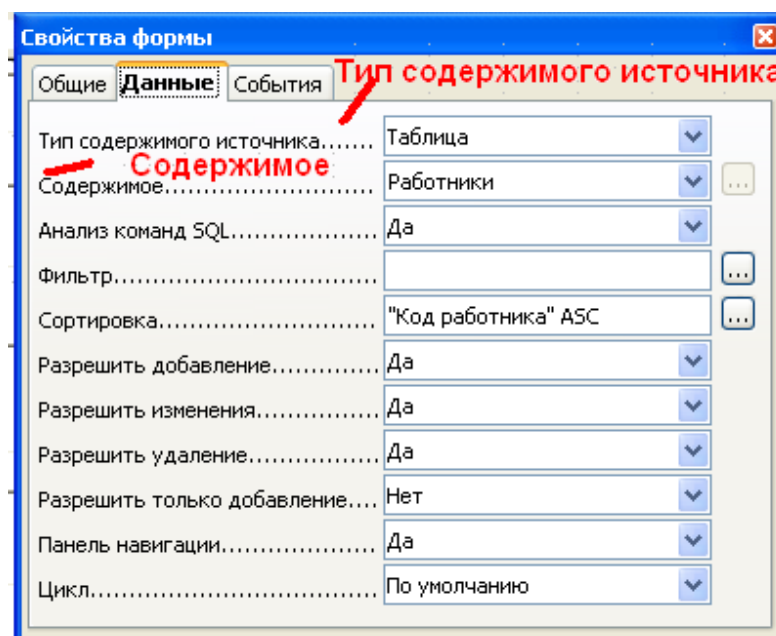 Свойства формы
Общие Данные События
Тип содержимого источника
Тип содержимого источника....... Таблица
Содержимое
Содержимое........................... Работники ...
Анализ команд SQL................... Да
Фильтр................................. ...
Сортировка............................ "Код работника" ASC ...
Разрешить добавление.............. Да
Разрешить изменения............... Да
Разрешить удаление................. Да
Разрешить только добавление.... Нет
Панель навигации.................... Да
Цикл.................................... По умолчанию